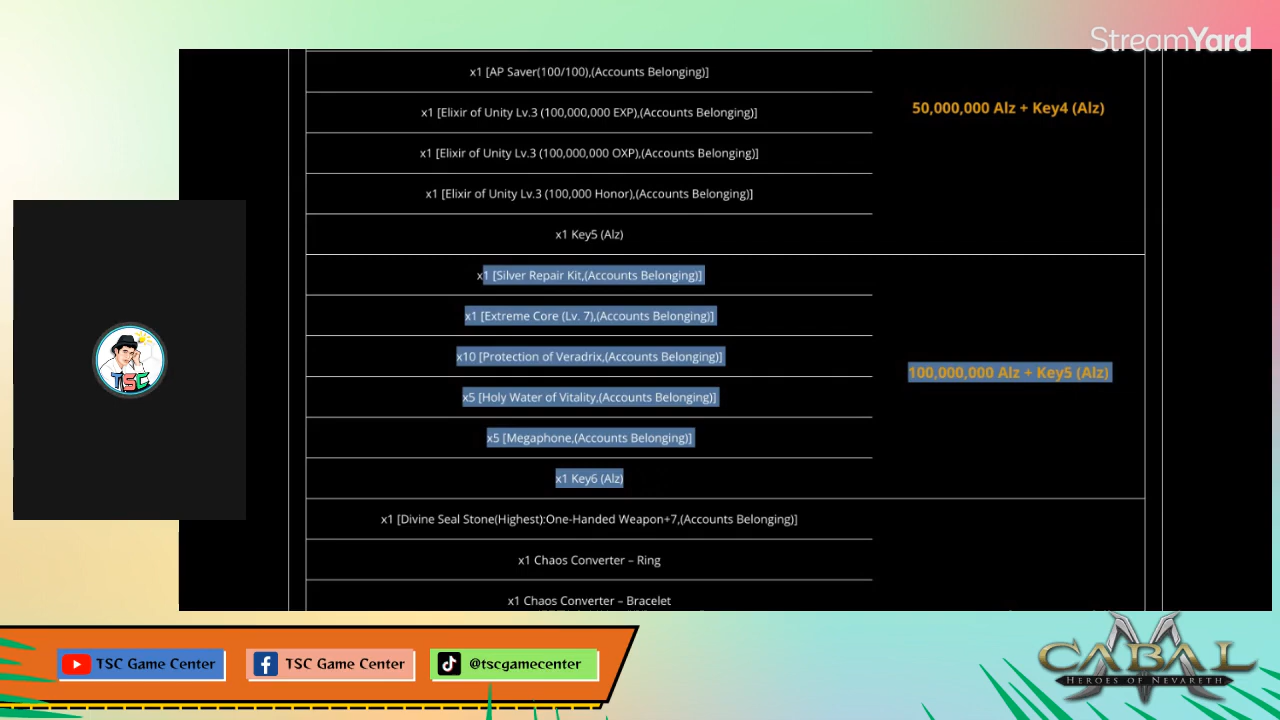 StreamYard
x1 [AP Saver(100/100),(Accounts Belonging)]
50,000,000 Alz + Key4 (Alz)
x1 [Elixir of Unity Lv.3 (100,000,000 EXP),(Accounts Belonging)]
x1 [Elixir of Unity Lv.3 (100,000,000 OXP),(Accounts Belonging)]
x1 [Elixir of Unity Lv.3 (100,000 Honor),(Accounts Belonging)]
x1 Key5 (Alz)
x1 [Silver Repair Kit,(Accounts Belonging)]
x1 [Extreme Core (Lv. 7),(Accounts Belonging)]
x10 [Protection of Veradrix,(Accounts Belonging)]
100,000,000 Alz + Key5 (Alz)
x5 [Holy Water of Vitality,(Accounts Belonging)]
x5 [Megaphone,(Accounts Belonging)]
x1 Key6 (Alz)
x1 [Divine Seal Stone(Highest):One-Handed Weapon+7,(Accounts Belonging)]
x1 Chaos Converter – Ring
x1 Chaos Converter – Bracelet
TSC
TSC Game Center
TSC Game Center
@tscgamecenter
CABAL
HEROES OF NEVARETH